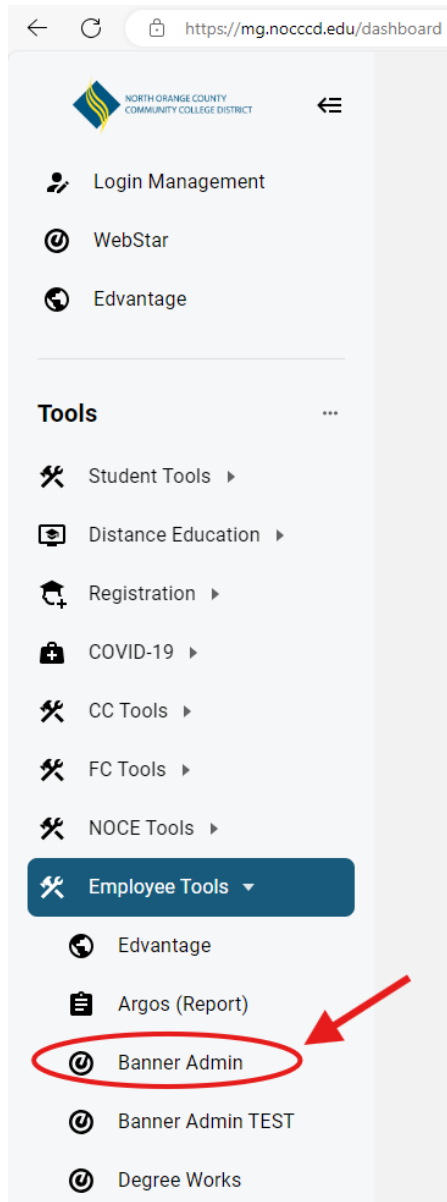 https://mg.nocccd.edu/dashboard
NORTH ORANGE COUNTY
COMMUNITY COLLEGE DISTRICT
Login Management
WebStar
Edvantage
Tools
Student Tools
Distance Education
Registration
COVID-19
CC Tools
FC Tools
NOCE Tools
Employee Tools
Edvantage
Argos (Report)
Banner Admin
Banner Admin TEST
Degree Works